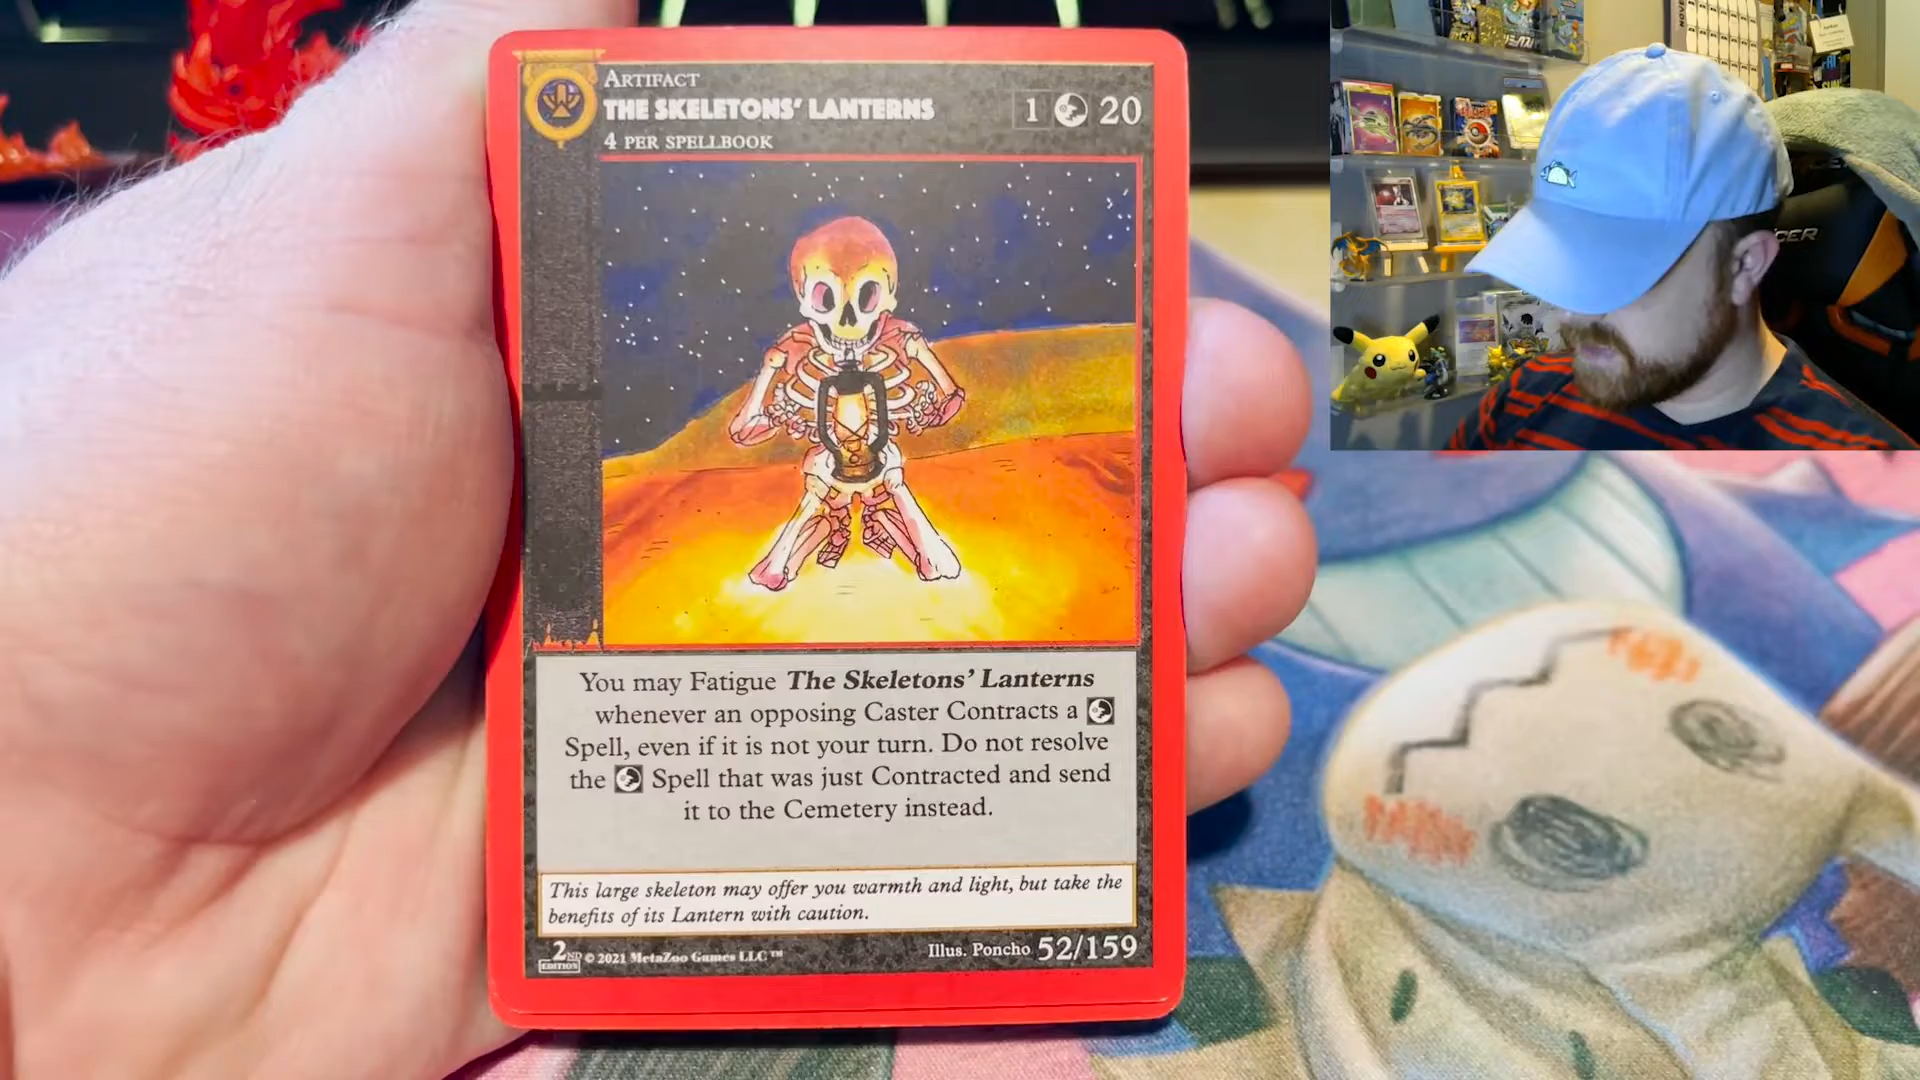 ARTIFACT
THE SKELETONS' LANTERNS
1 20
4 PER SPELLBOOK
You may Fatigue The Skeletons' Lanterns
whenever an opposing Caster Contracts a
Spell, even if it is not your turn. Do not resolve
the Spell that was just Contracted and send
it to the Cemetery instead.
This large skeleton may offer you warmth and light, but take the
benefits of its Lantern with caution.
2ND EDITION © 2021 MetaZoo Games LLC ™
Illus. Poncho 52/159
CER